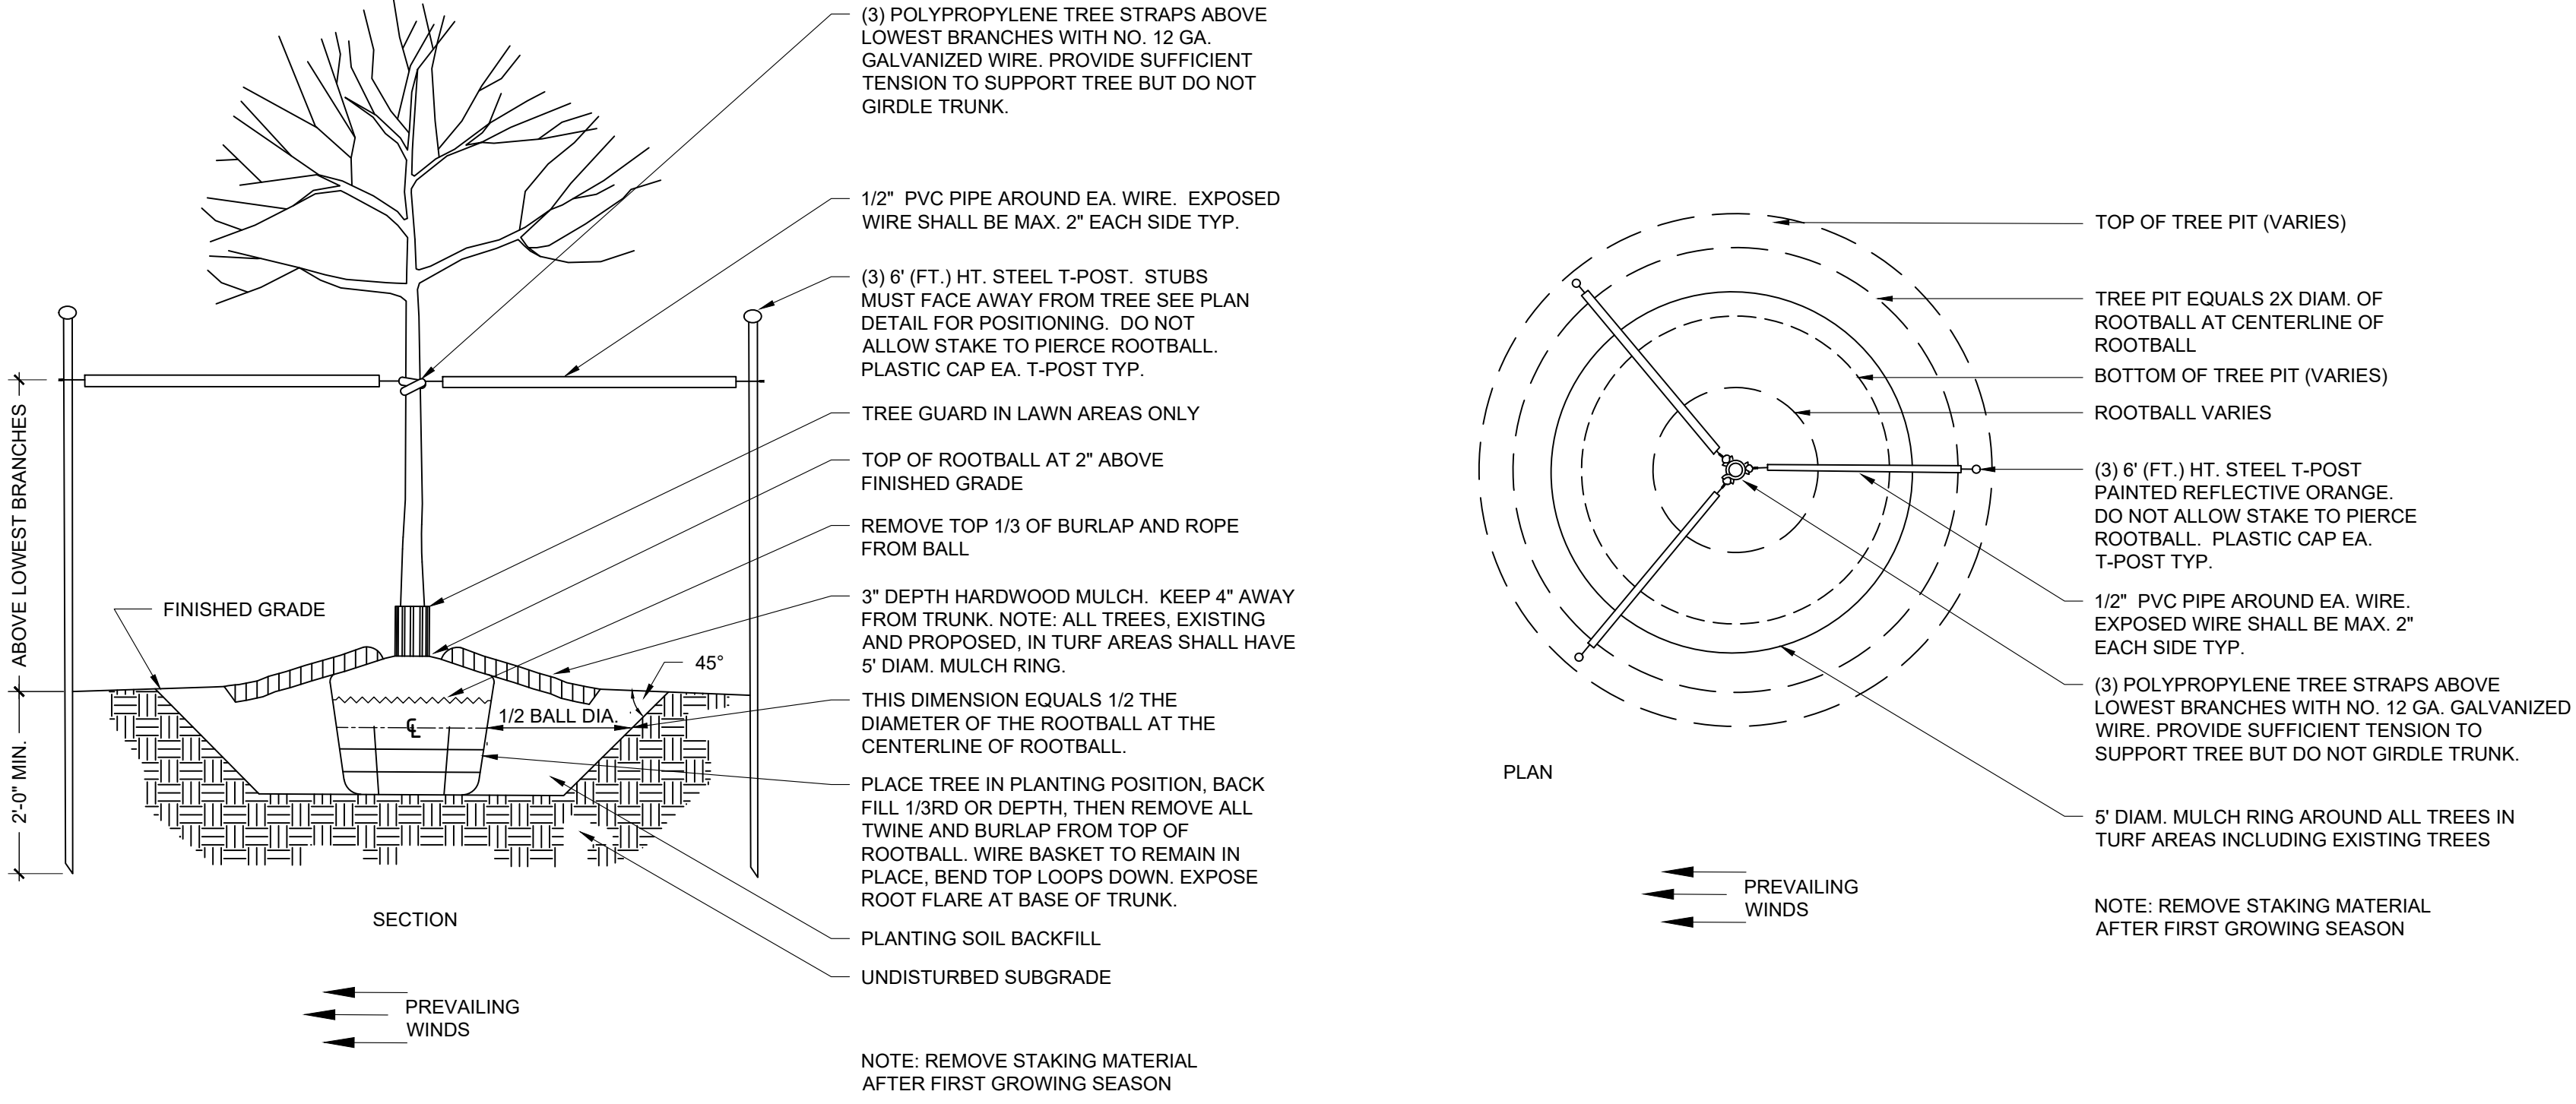 (3) POLYPROPYLENE TREE STRAPS ABOVE
LOWEST BRANCHES WITH NO. 12 GA.
GALVANIZED WIRE. PROVIDE SUFFICIENT
TENSION TO SUPPORT TREE BUT DO NOT
GIRDLE TRUNK.
1/2" PVC PIPE AROUND EA. WIRE. EXPOSED
WIRE SHALL BE MAX. 2" EACH SIDE TYP.
(3) 6' (FT.) HT. STEEL T-POST. STUBS
MUST FACE AWAY FROM TREE SEE PLAN
DETAIL FOR POSITIONING. DO NOT
ALLOW STAKE TO PIERCE ROOTBALL.
PLASTIC CAP EA. T-POST TYP.
TREE GUARD IN LAWN AREAS ONLY
TOP OF ROOTBALL AT 2" ABOVE
FINISHED GRADE
REMOVE TOP 1/3 OF BURLAP AND ROPE
FROM BALL
3" DEPTH HARDWOOD MULCH. KEEP 4" AWAY
FROM TRUNK. NOTE: ALL TREES, EXISTING
AND PROPOSED, IN TURF AREAS SHALL HAVE
5' DIAM. MULCH RING.
THIS DIMENSION EQUALS 1/2 THE
DIAMETER OF THE ROOTBALL AT THE
CENTERLINE OF ROOTBALL.
PLACE TREE IN PLANTING POSITION, BACK
FILL 1/3RD OR DEPTH, THEN REMOVE ALL
TWINE AND BURLAP FROM TOP OF
ROOTBALL. WIRE BASKET TO REMAIN IN
PLACE, BEND TOP LOOPS DOWN. EXPOSE
ROOT FLARE AT BASE OF TRUNK.
PLANTING SOIL BACKFILL
UNDISTURBED SUBGRADE
NOTE: REMOVE STAKING MATERIAL
AFTER FIRST GROWING SEASON
ABOVE LOWEST BRANCHES
2'-0" MIN.
FINISHED GRADE
45°
1/2 BALL DIA.
℄
SECTION
PREVAILING
WINDS
TOP OF TREE PIT (VARIES)
TREE PIT EQUALS 2X DIAM. OF
ROOTBALL AT CENTERLINE OF
ROOTBALL
BOTTOM OF TREE PIT (VARIES)
ROOTBALL VARIES
(3) 6' (FT.) HT. STEEL T-POST
PAINTED REFLECTIVE ORANGE.
DO NOT ALLOW STAKE TO PIERCE
ROOTBALL. PLASTIC CAP EA.
T-POST TYP.
1/2" PVC PIPE AROUND EA. WIRE.
EXPOSED WIRE SHALL BE MAX. 2"
EACH SIDE TYP.
(3) POLYPROPYLENE TREE STRAPS ABOVE
LOWEST BRANCHES WITH NO. 12 GA. GALVANIZED
WIRE. PROVIDE SUFFICIENT TENSION TO
SUPPORT TREE BUT DO NOT GIRDLE TRUNK.
5' DIAM. MULCH RING AROUND ALL TREES IN
TURF AREAS INCLUDING EXISTING TREES
NOTE: REMOVE STAKING MATERIAL
AFTER FIRST GROWING SEASON
PLAN
PREVAILING
WINDS